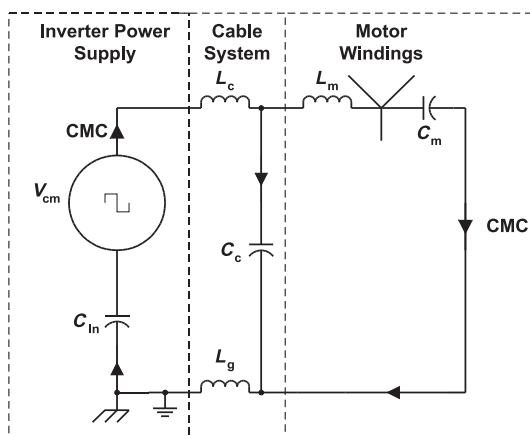 Inverter Power
Supply
Cable
System
Motor
Windings
Lc
Lm
CMC
Cm
Vcm
CMC
Cc
CIn
Lg